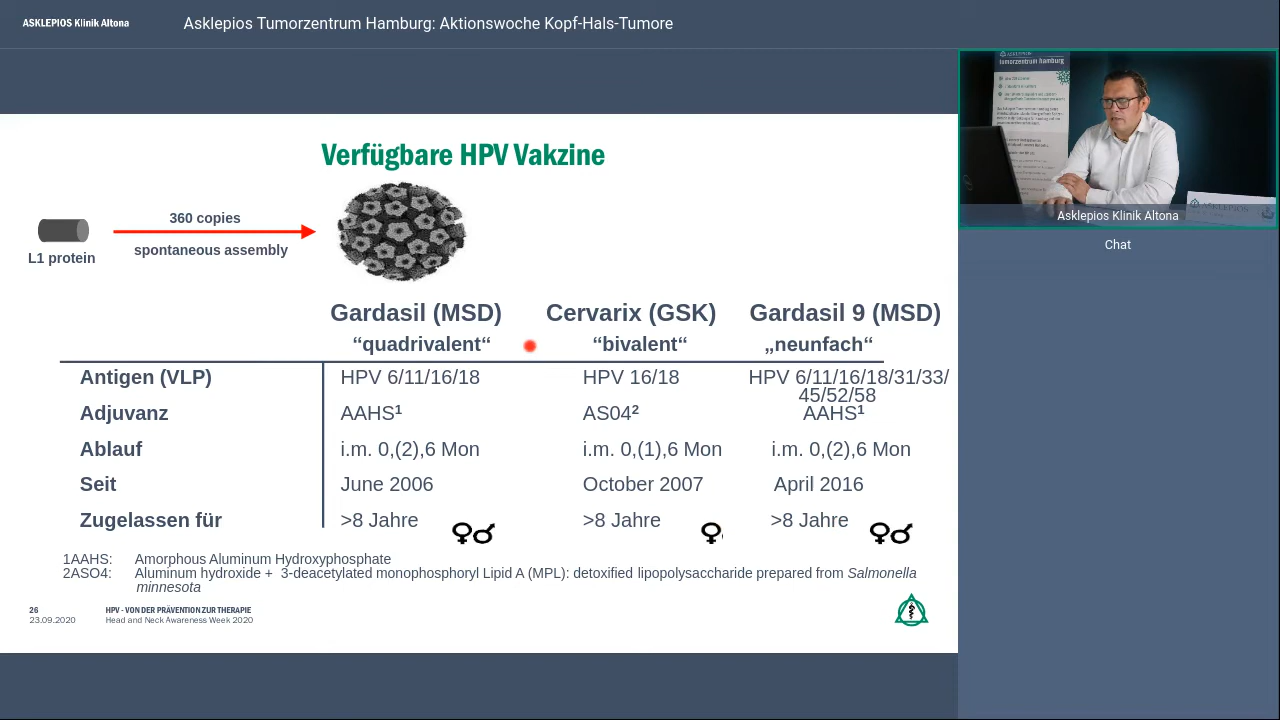 ASKLEPIOS Klinik Altona
Asklepios Tumorzentrum Hamburg: Aktionswoche Kopf-Hals-Tumore
ASKLEPIOS
tumorzentrum hamburg
ASKLEPIOS
Asklepios Klinik Altona
Chat
Verfügbare HPV Vakzine
360 copies
spontaneous assembly
L1 protein
Gardasil (MSD) Cervarix (GSK) Gardasil 9 (MSD)
“quadrivalent“ “bivalent“ „neunfach“
Antigen (VLP) HPV 6/11/16/18 HPV 16/18 HPV 6/11/16/18/31/33/
45/52/58
Adjuvanz AAHS¹ AS04² AAHS¹
Ablauf i.m. 0,(2),6 Mon i.m. 0,(1),6 Mon i.m. 0,(2),6 Mon
Seit June 2006 October 2007 April 2016
Zugelassen für >8 Jahre ♀♂ >8 Jahre ♀ >8 Jahre ♀♂
1AAHS: Amorphous Aluminum Hydroxyphosphate
2ASO4: Aluminum hydroxide + 3-deacetylated monophosphoryl Lipid A (MPL): detoxified lipopolysaccharide prepared from Salmonella
minnesota
26 HPV - VON DER PRÄVENTION ZUR THERAPIE
23.09.2020 Head and Neck Awareness Week 2020